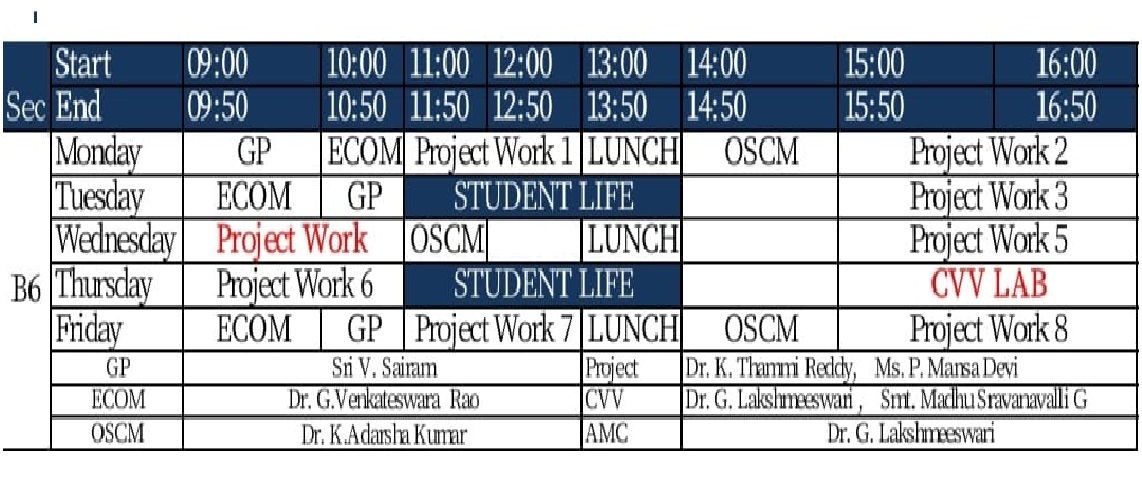 Start 09:00 10:00 11:00 12:00 13:00 14:00 15:00 16:00
Sec End 09:50 10:50 11:50 12:50 13:50 14:50 15:50 16:50
Monday GP ECOM Project Work 1 LUNCH OSCM Project Work 2
Tuesday ECOM GP STUDENT LIFE Project Work 3
Wednesday Project Work OSCM LUNCH Project Work 5
B6 Thursday Project Work 6 STUDENT LIFE CVV LAB
Friday ECOM GP Project Work 7 LUNCH OSCM Project Work 8
GP Sri V. Sairam Project Dr. K. Thammi Reddy, Ms. P. Mansa Devi
ECOM Dr. G.Venkateswara Rao CVV Dr. G. Lakshmeeswari , Smt. Madhu Sravanavalli G
OSCM Dr. K.Adarsha Kumar AMC Dr. G. Lakshmeeswari